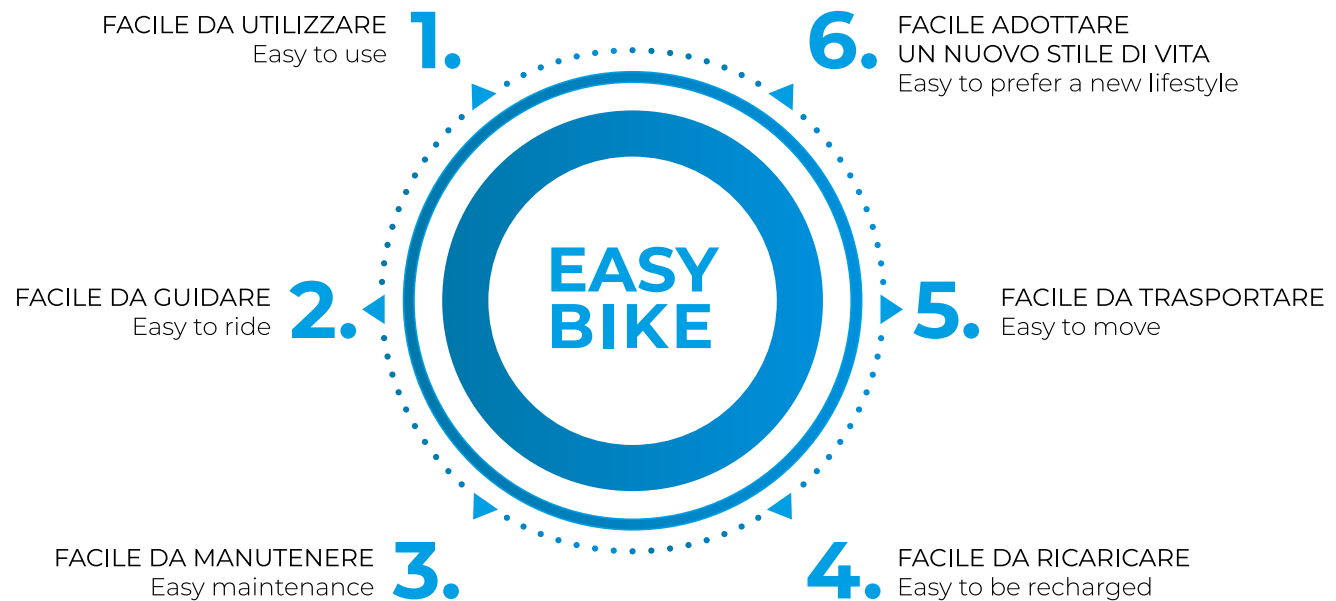 FACILE DA UTILIZZARE
Easy to use
1.
FACILE DA GUIDARE
Easy to ride
2.
FACILE DA MANUTENERE
Easy maintenance
3.
EASY
BIKE
4.
FACILE DA RICARICARE
Easy to be recharged
5.
FACILE DA TRASPORTARE
Easy to move
6.
FACILE ADOTTARE
UN NUOVO STILE DI VITA
Easy to prefer a new lifestyle